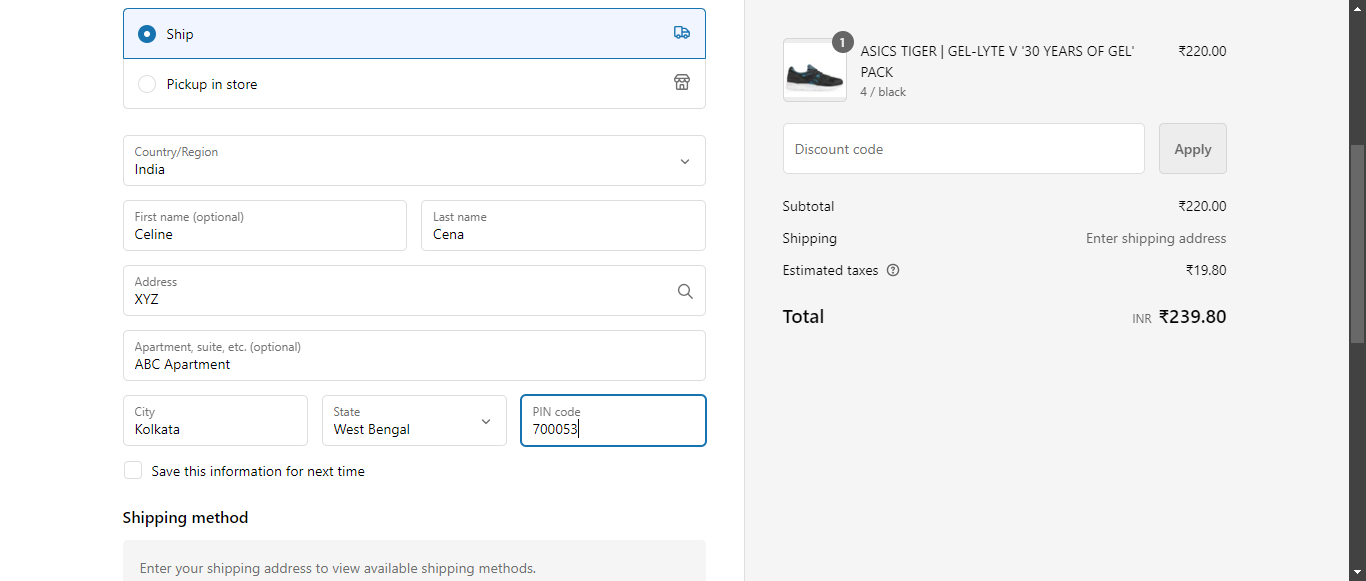 Ship
Pickup in store
Country/Region
India
First name (optional)
Celine
Last name
Cena
Address
XYZ
Apartment, suite, etc. (optional)
ABC Apartment
City
Kolkata
State
West Bengal
PIN code
700053
Save this information for next time
Shipping method
Enter your shipping address to view available shipping methods.
1
ASICS TIGER | GEL-LYTE V '30 YEARS OF GEL' ₹220.00
PACK
4 / black
Discount code
Apply
Subtotal ₹220.00
Shipping Enter shipping address
Estimated taxes ₹19.80
Total INR ₹239.80